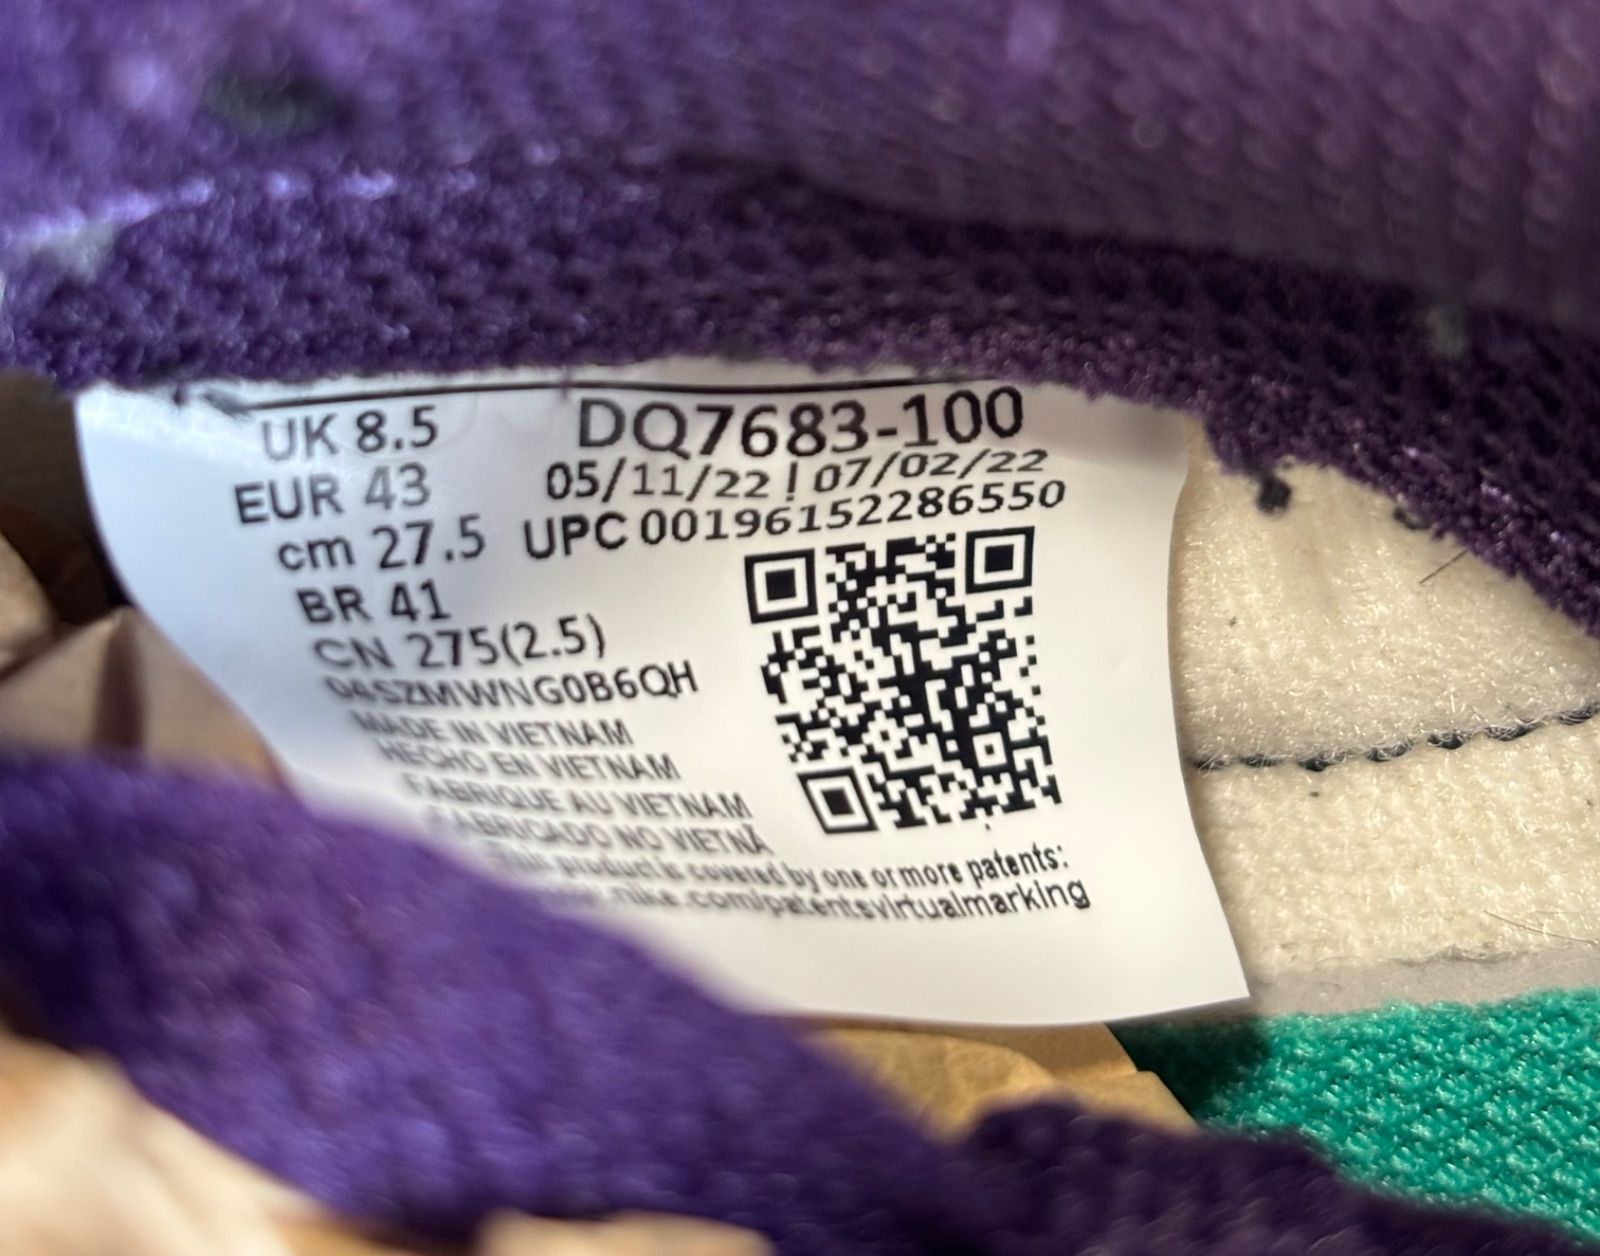 UK 8.5
EUR 43
cm 27.5
BR 41
CN 275(2.5)
04SZMWNG0B6QH
MADE IN VIETNAM
HECHO EN VIETNAM
FABRIQUE AU VIETNAM
FABRICADO NO VIETNÃ
DQ7683-100
05/11/22 | 07/02/22
UPC 00196152286550
This product is covered by one or more patents:
nike.com/patentsvirtualmarking